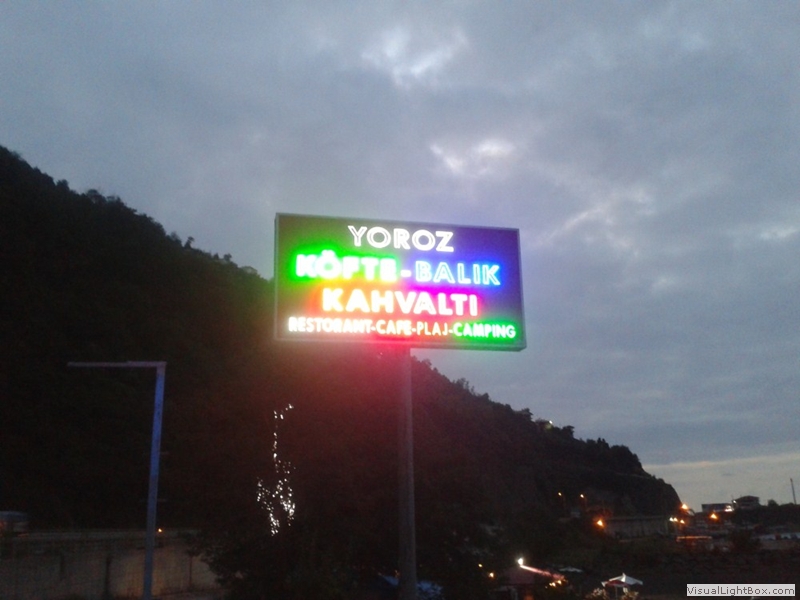 YOROZ
KÖFTE-BALIK
KAHVALTI
RESTORANT-CAFE-PLAJ-CAMPING
VisualLightBox.com